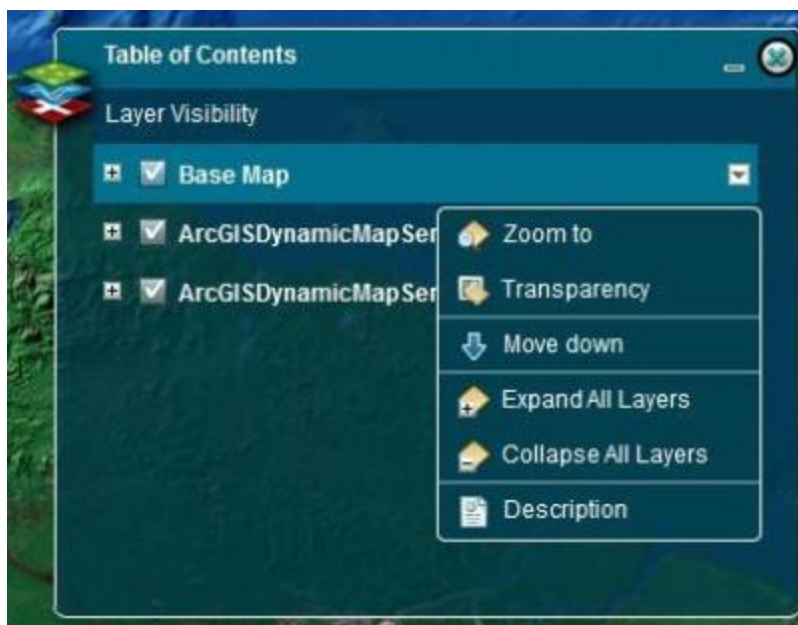 Table of Contents
Layer Visibility
Base Map
ArcGISDynamicMapSer
Zoom to
Transparency
ArcGISDynamicMapSer
Move down
Expand All Layers
Collapse All Layers
Description